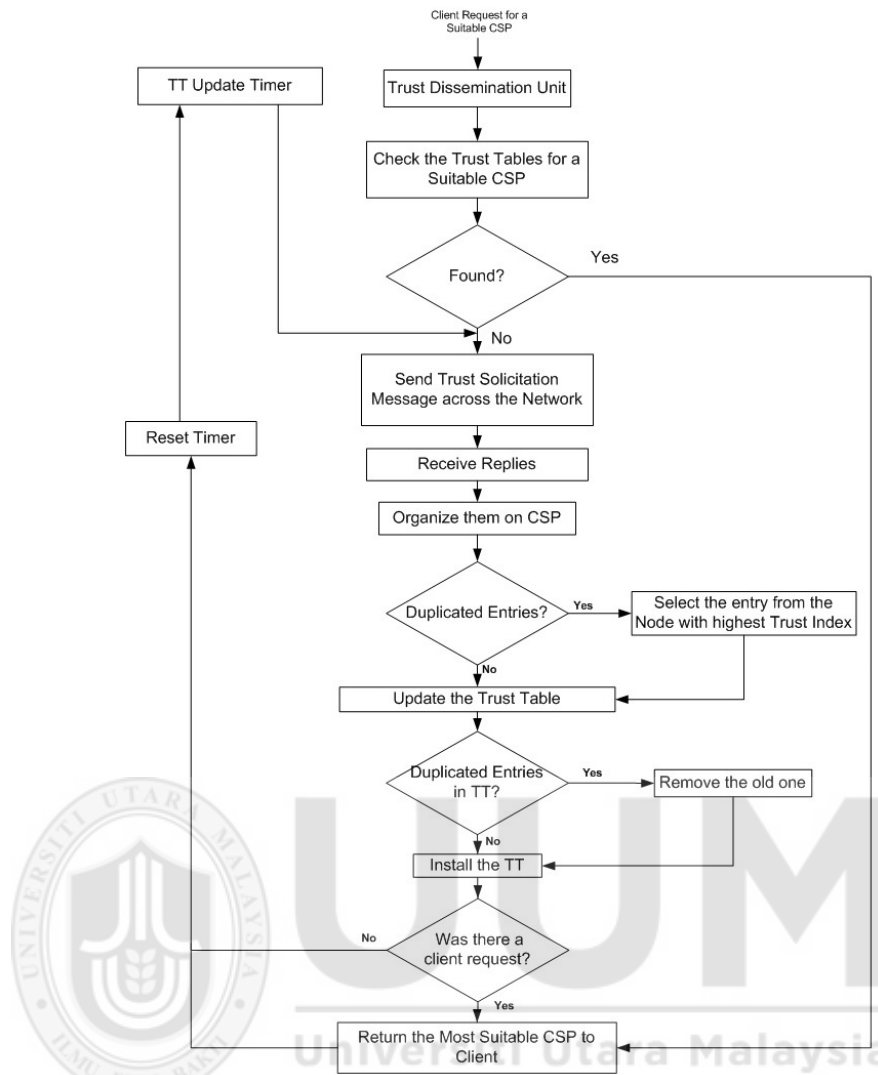 Client Request for a
Suitable CSP
TT Update Timer
Trust Dissemination Unit
Check the Trust Tables for a
Suitable CSP
Found?
Yes
No
Send Trust Solicitation
Message across the Network
Reset Timer
Receive Replies
Organize them on CSP
Duplicated Entries?
Yes
Select the entry from the
Node with highest Trust Index
No
Update the Trust Table
Duplicated Entries
in TT?
Yes
Remove the old one
No
Install the TT
No
Was there a
client request?
Yes
Return the Most Suitable CSP to
Client
UUM
Universiti Utara Malaysia
UNIVERSITI UTARA MALAYSIA